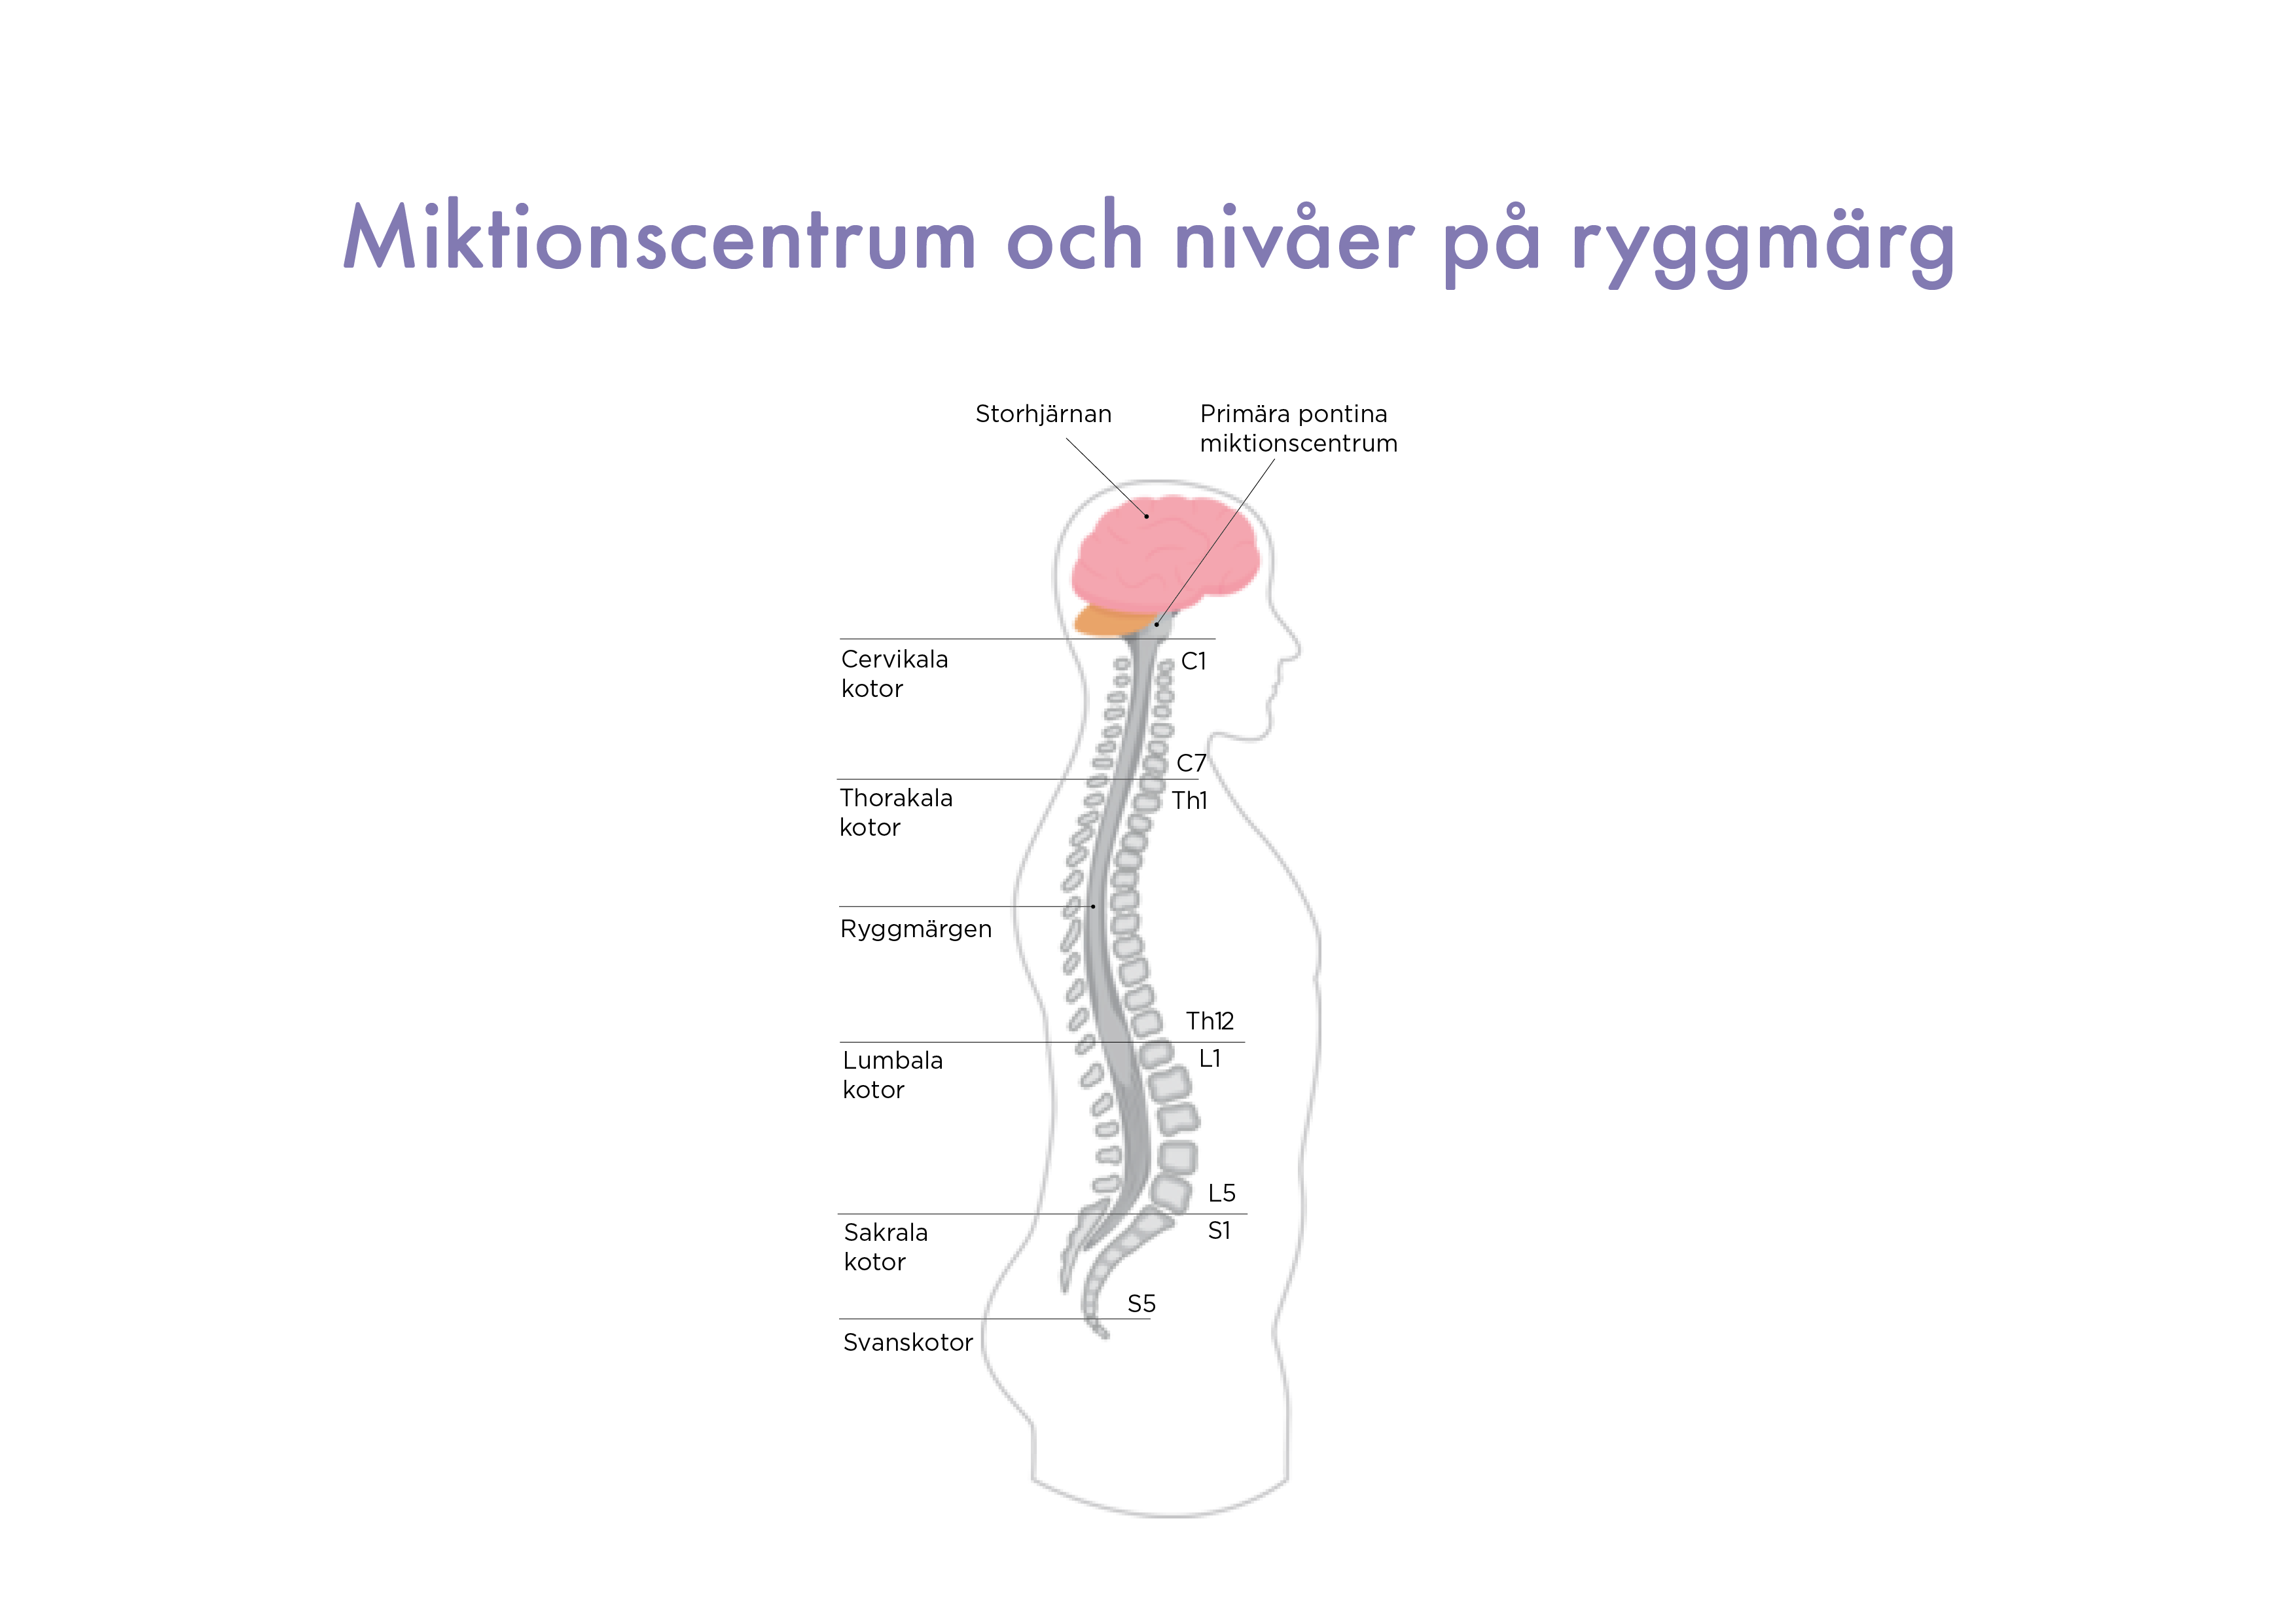 Miktionscentrum och nivåer på ryggmärg
Storhjärnan
Primära pontina
miktionscentrum
Cervikala
kotor
C1
C7
Thorakala
kotor
Th1
Ryggmärgen
Th12
Lumbala
kotor
L1
L5
Sakrala
kotor
S1
S5
Svanskotor